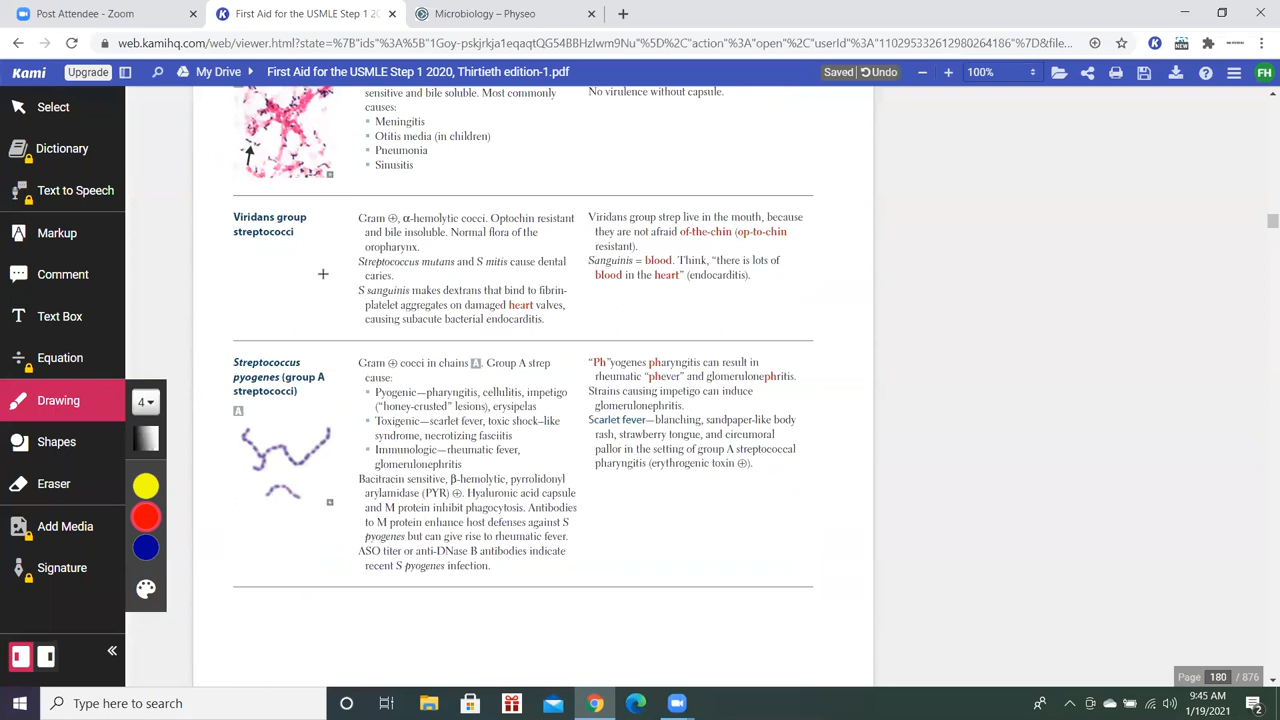 Post Attendee - Zoom
First Aid for the USMLE Step 1 20
Microbiology – Physeo
web.kamihq.com/web/viewer.html?state=%7B"ids"%3A%5B"1Goy-pskjrkja1eqaqtQG54BBHzIwm9Nu"%5D%2C"action"%3A"open"%2C"userId"%3A"110295332612980264186"%7D&file...
Kami
Upgrade
My Drive
First Aid for the USMLE Step 1 2020, Thirtieth edition-1.pdf
Saved
Undo
100%
FH
Select
Dictionary
Text to Speech
Markup
Comment
Text Box
Equation
Drawing
Shapes
Eraser
Add Media
Signature
4
sensitive and bile soluble. Most commonly
causes:
Meningitis
Otitis media (in children)
Pneumonia
Sinusitis
No virulence without capsule.
Viridans group
streptococci
Gram ⊕, α-hemolytic cocci. Optochin resistant
and bile insoluble. Normal flora of the
oropharynx.
Streptococcus mutans and S mitis cause dental
caries.
S sanguinis makes dextrans that bind to fibrin-
platelet aggregates on damaged heart valves,
causing subacute bacterial endocarditis.
Viridans group strep live in the mouth, because
they are not afraid of-the-chin (op-to-chin
resistant).
Sanguinis = blood. Think, “there is lots of
blood in the heart” (endocarditis).
Streptococcus
pyogenes (group A
streptococci)
A
Gram ⊕ cocci in chains A. Group A strep
cause:
Pyogenic—pharyngitis, cellulitis, impetigo
(“honey-crusted” lesions), erysipelas
Toxigenic—scarlet fever, toxic shock–like
syndrome, necrotizing fasciitis
Immunologic—rheumatic fever,
glomerulonephritis
Bacitracin sensitive, β-hemolytic, pyrrolidonyl
arylamidase (PYR) ⊕. Hyaluronic acid capsule
and M protein inhibit phagocytosis. Antibodies
to M protein enhance host defenses against S
pyogenes but can give rise to rheumatic fever.
ASO titer or anti-DNase B antibodies indicate
recent S pyogenes infection.
“Ph”yogenes pharyngitis can result in
rheumatic “phever” and glomerulonephritis.
Strains causing impetigo can induce
glomerulonephritis.
Scarlet fever—blanching, sandpaper-like body
rash, strawberry tongue, and circumoral
pallor in the setting of group A streptococcal
pharyngitis (erythrogenic toxin ⊕).
Page 180 / 876
Type here to search
9:45 AM
1/19/2021
2